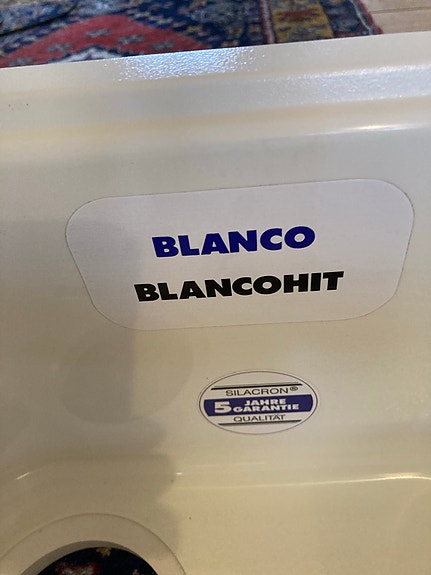 BLANCO
BLANCOHIT
SILACRON®
5 JAHRE
GARANTIE
QUALITÄT